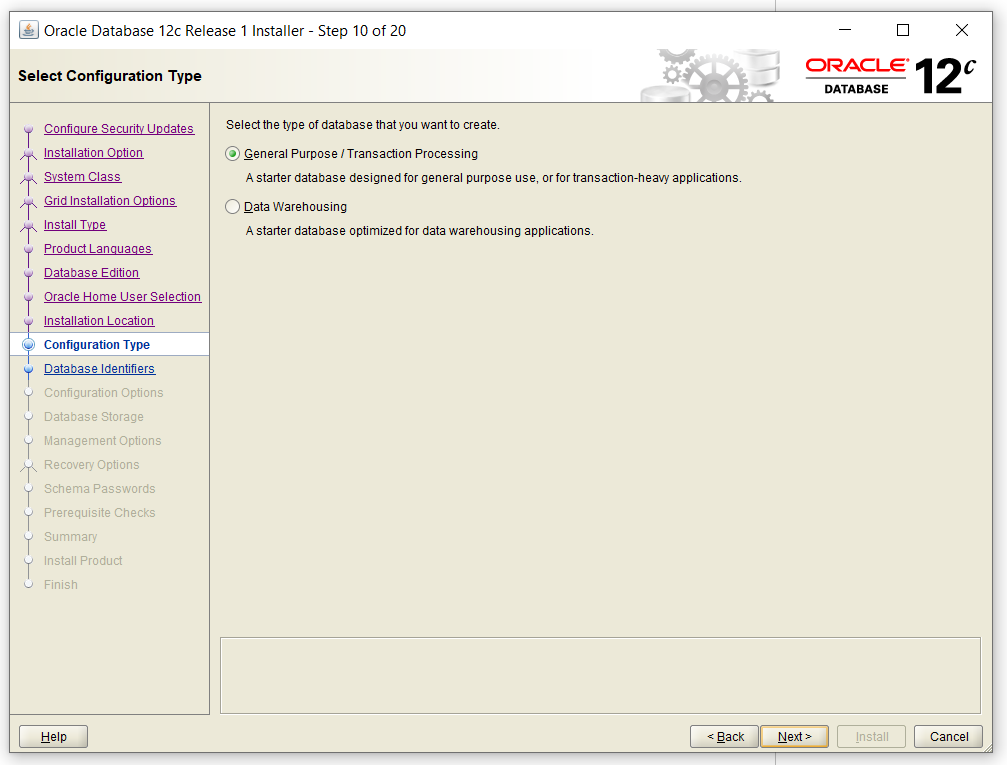 Oracle Database 12c Release 1 Installer - Step 10 of 20
Select Configuration Type
ORACLE®
DATABASE
12c
Configure Security Updates
Installation Option
System Class
Grid Installation Options
Install Type
Product Languages
Database Edition
Oracle Home User Selection
Installation Location
Configuration Type
Database Identifiers
Configuration Options
Database Storage
Management Options
Recovery Options
Schema Passwords
Prerequisite Checks
Summary
Install Product
Finish
Select the type of database that you want to create.
General Purpose / Transaction Processing
A starter database designed for general purpose use, or for transaction-heavy applications.
Data Warehousing
A starter database optimized for data warehousing applications.
Help
< Back
Next >
Install
Cancel